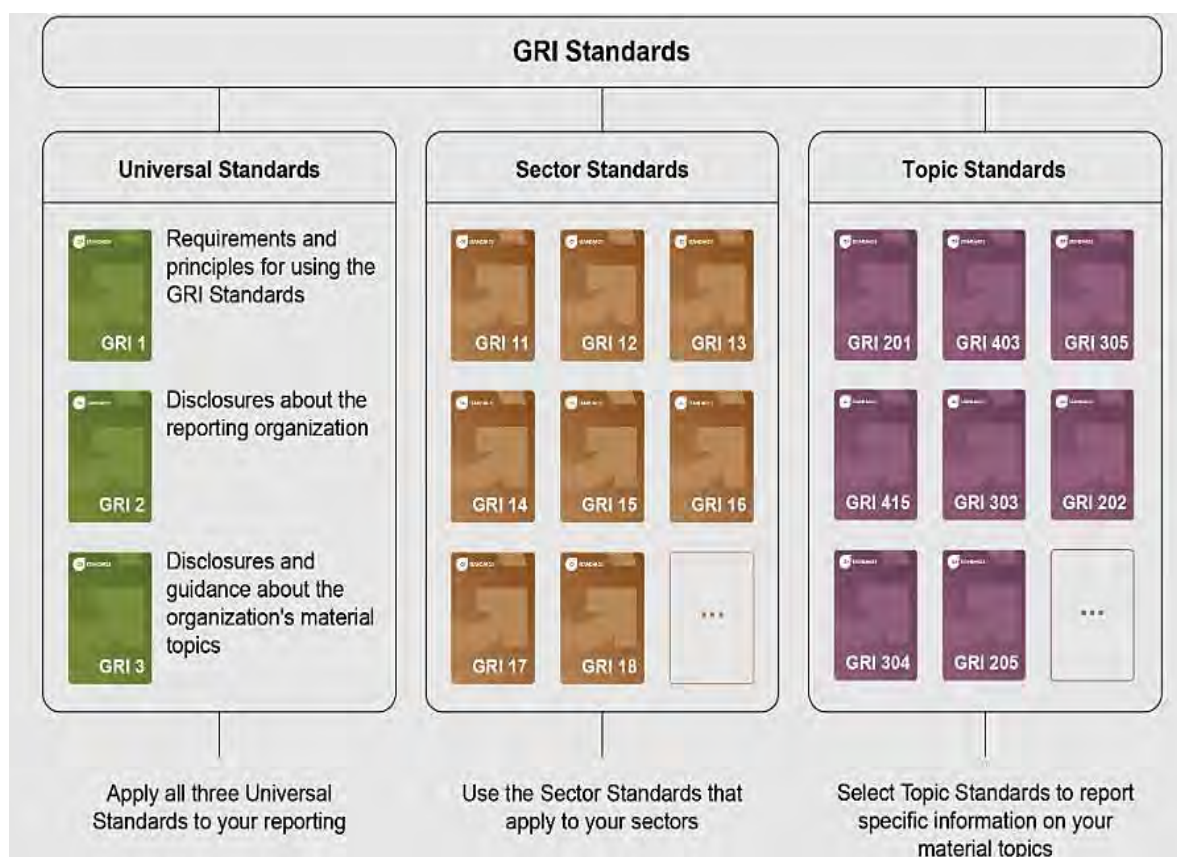 GRI Standards
Universal Standards
GRI 1
Requirements and
principles for using the
GRI Standards
GRI 2
Disclosures about the
reporting organization
GRI 3
Disclosures and
guidance about the
organization's material
topics
Apply all three Universal
Standards to your reporting
Sector Standards
GRI 11
GRI 12
GRI 13
GRI 14
GRI 15
GRI 16
GRI 17
GRI 18
...
Use the Sector Standards that
apply to your sectors
Topic Standards
GRI 201
GRI 403
GRI 305
GRI 415
GRI 303
GRI 202
GRI 304
GRI 205
...
Select Topic Standards to report
specific information on your
material topics